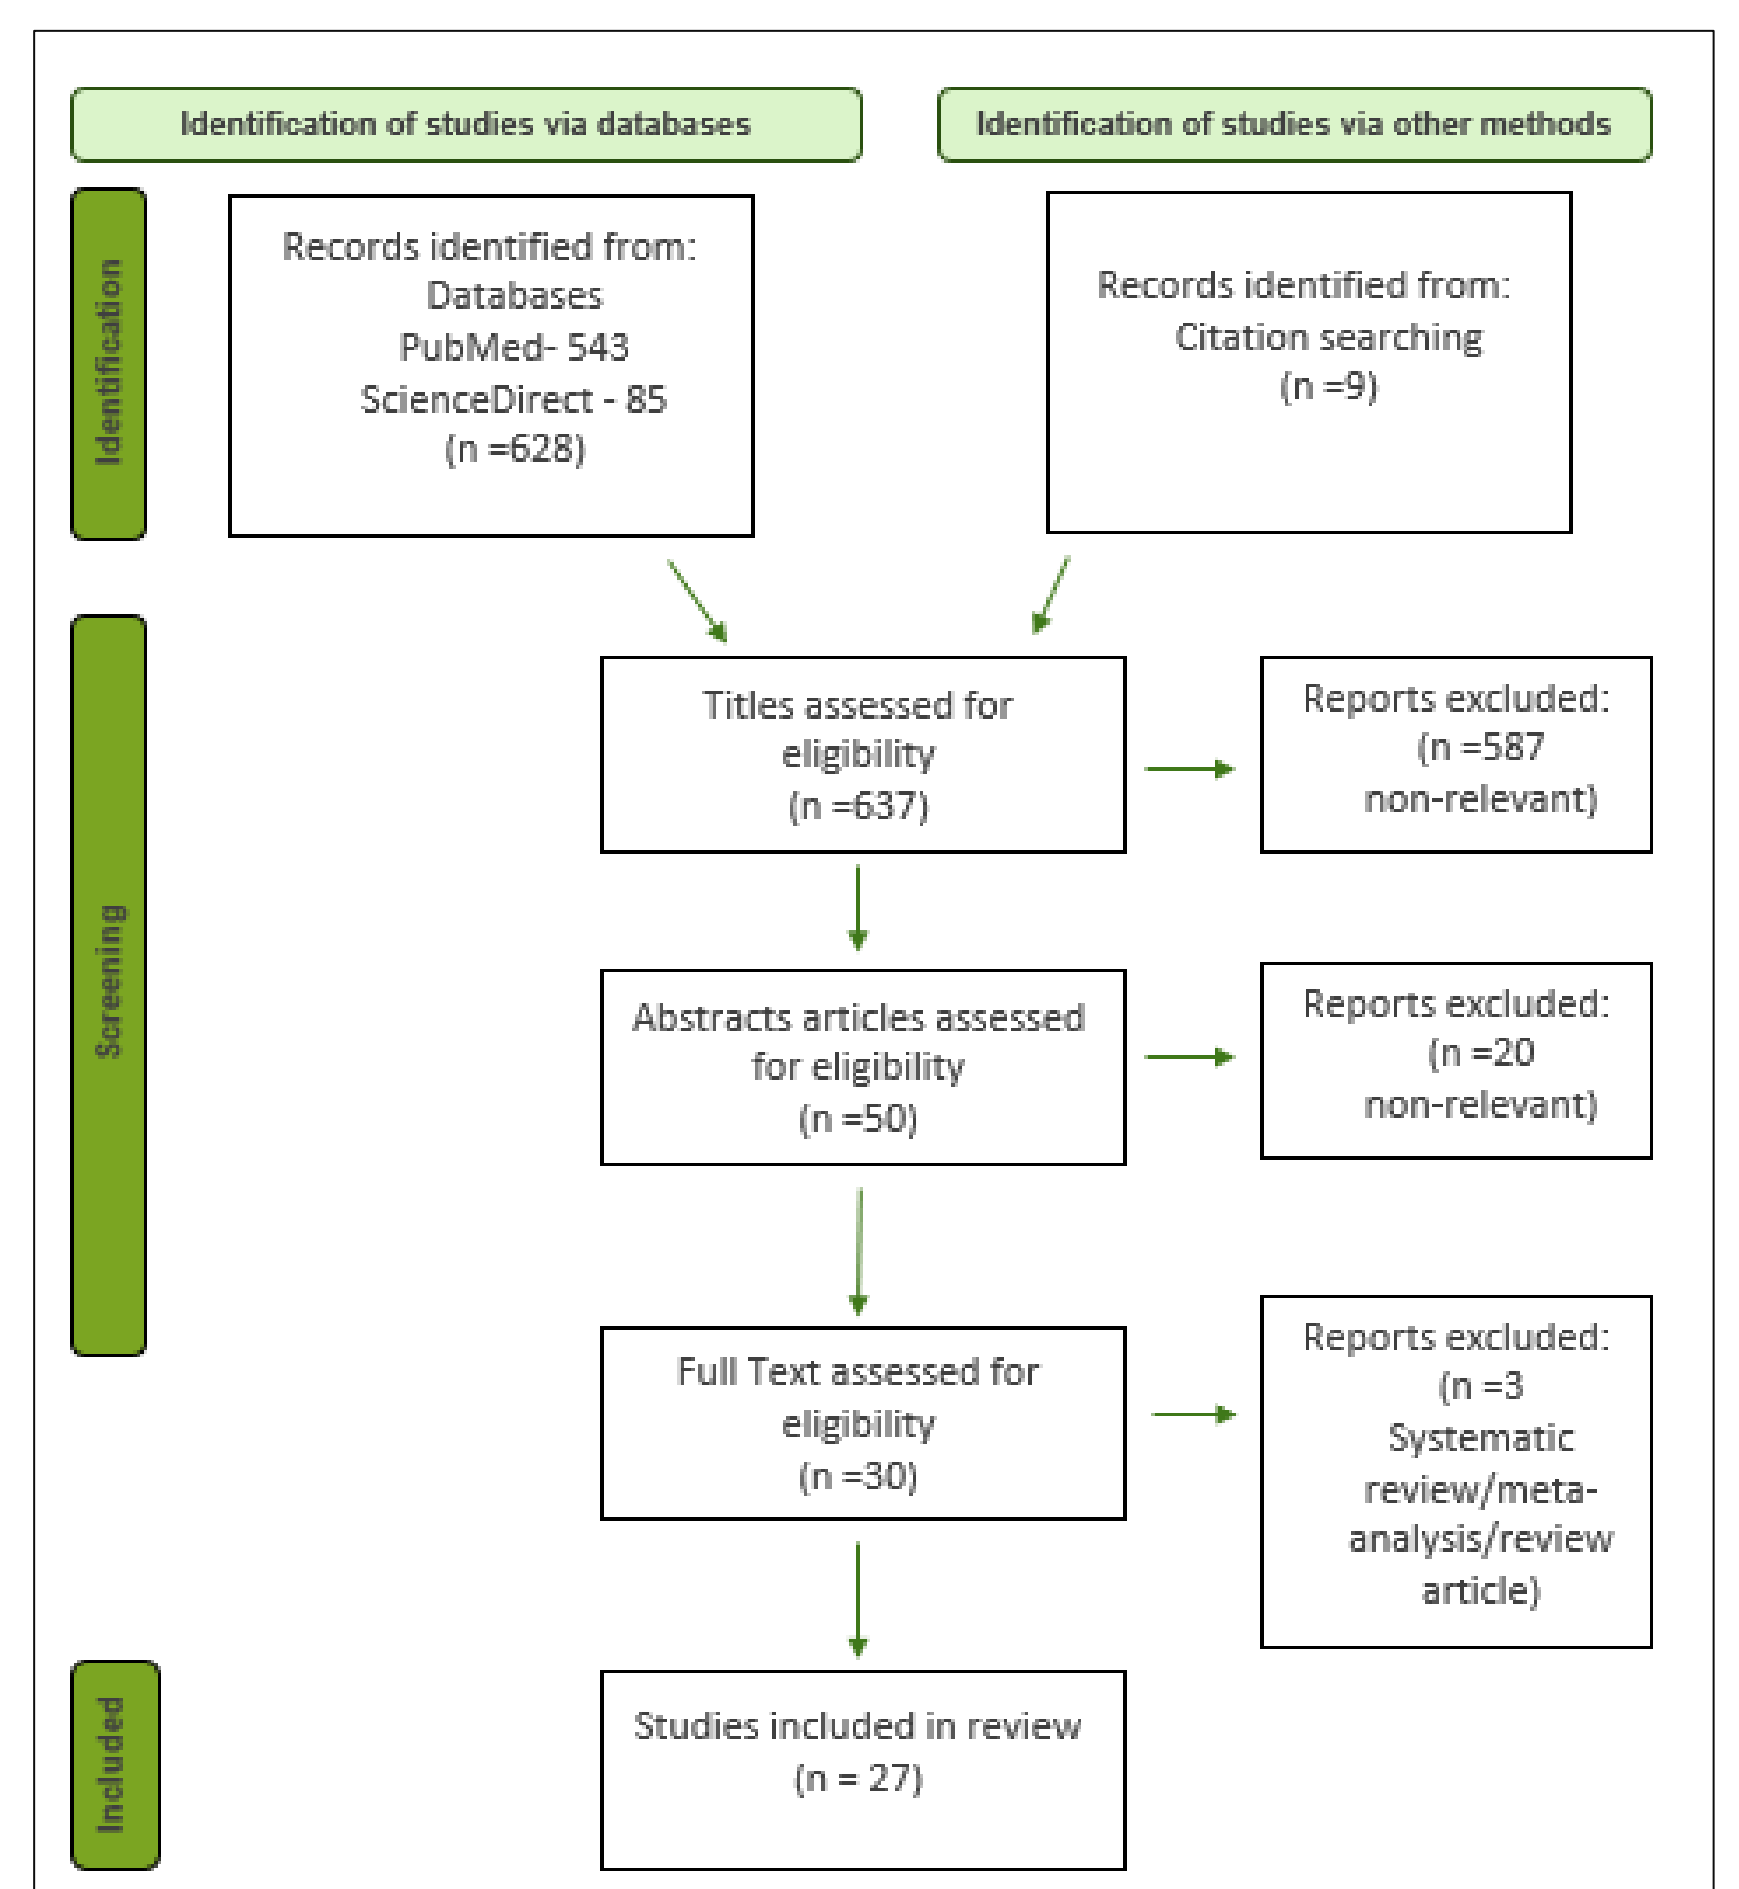 Identification of studies via databases
Identification of studies via other methods
Identification
Records identified from:
Databases
PubMed- 543
ScienceDirect - 85
(n =628)
Records identified from:
Citation searching
(n =9)
Screening
Titles assessed for
eligibility
(n =637)
Reports excluded:
(n =587
non-relevant)
Abstracts articles assessed
for eligibility
(n =50)
Reports excluded:
(n =20
non-relevant)
Full Text assessed for
eligibility
(n =30)
Reports excluded:
(n =3
Systematic
review/meta-
analysis/review
article)
Included
Studies included in review
(n = 27)